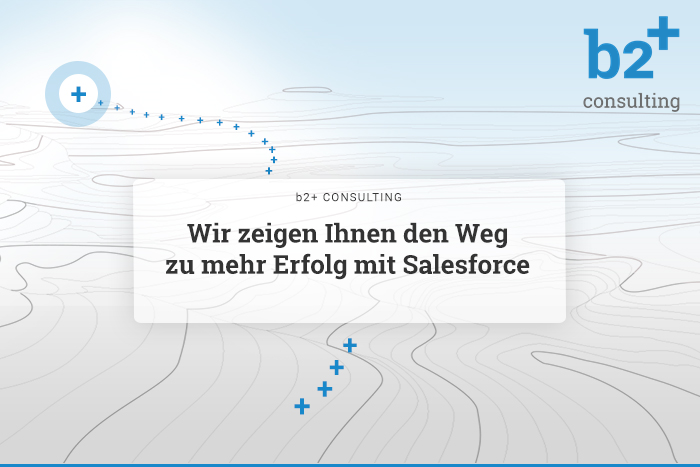 b2+
consulting
b2+ CONSULTING
Wir zeigen Ihnen den Weg
zu mehr Erfolg mit Salesforce